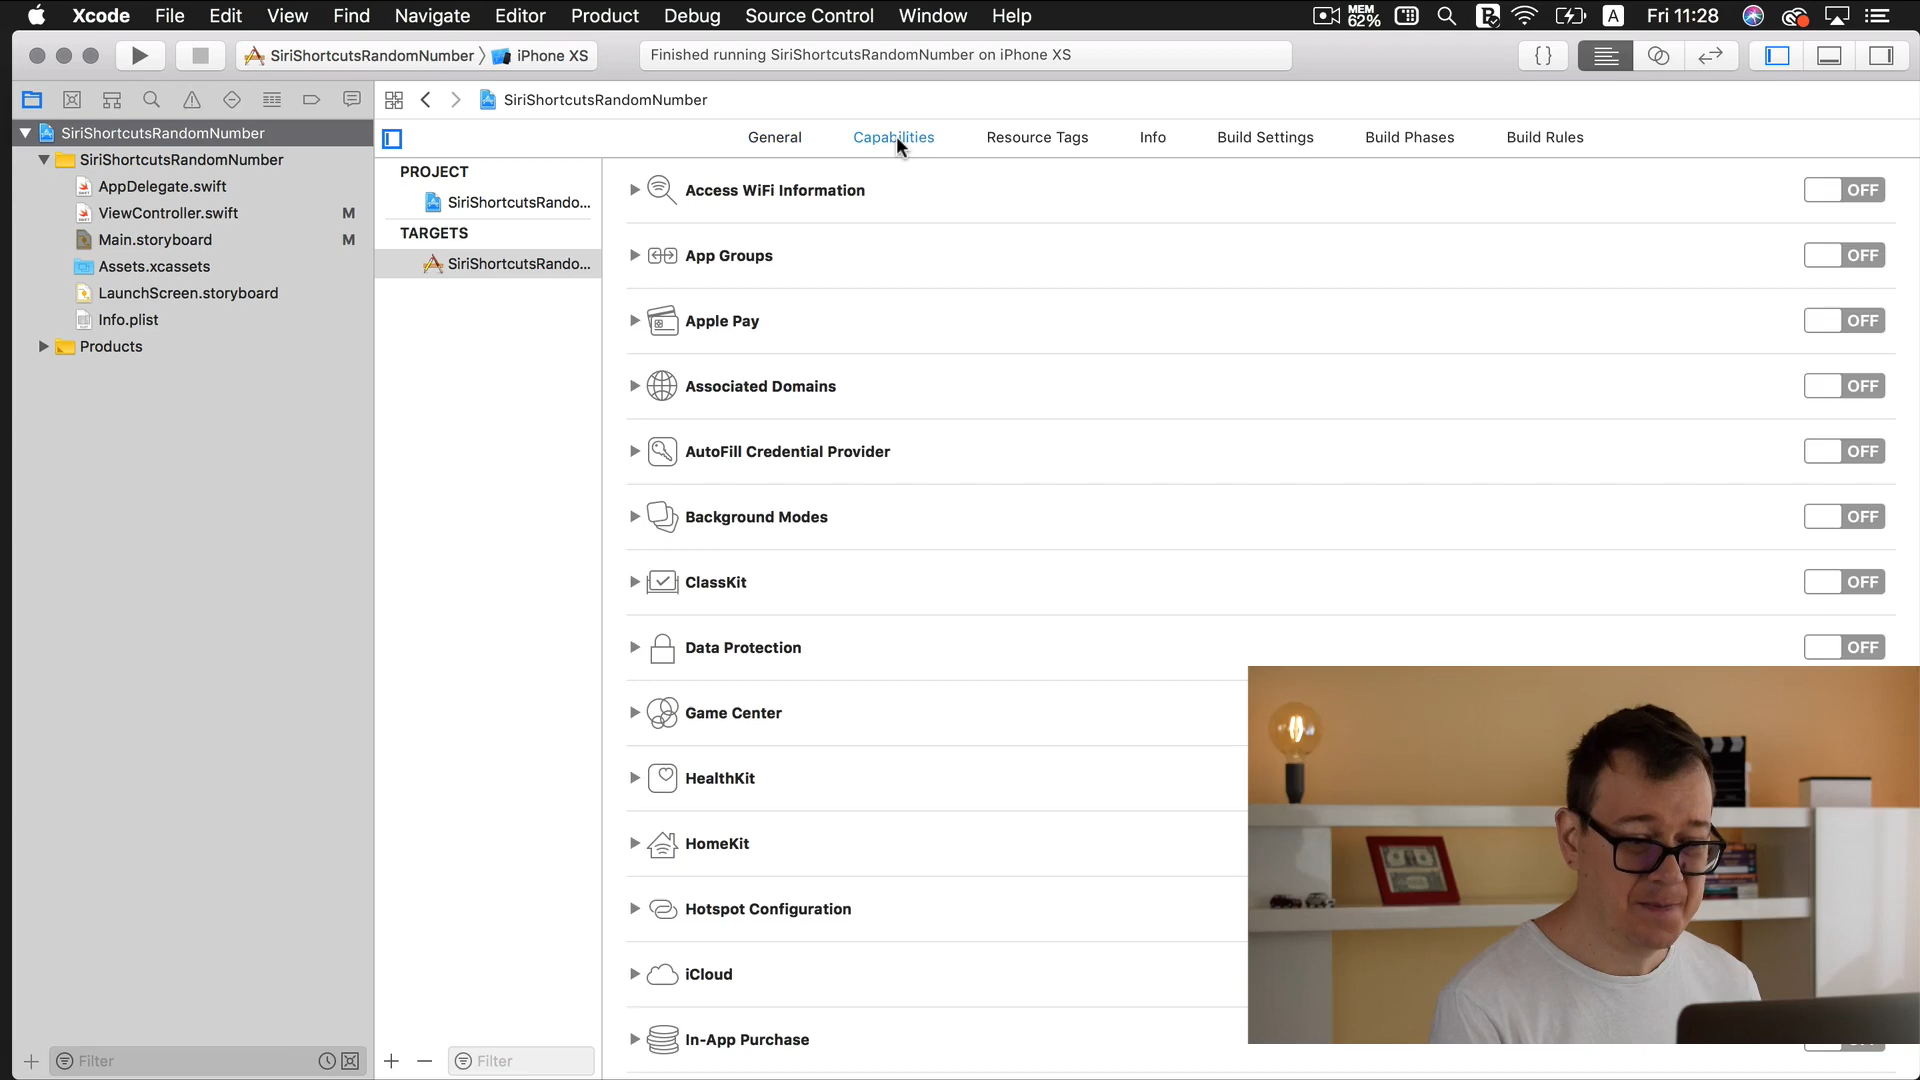 Xcode File Edit View Find Navigate Editor Product Debug Source Control Window Help MEM 62% A Fri 11:28
SiriShortcutsRandomNumber iPhone XS Finished running SiriShortcutsRandomNumber on iPhone XS
SiriShortcutsRandomNumber
SiriShortcutsRandomNumber
SiriShortcutsRandomNumber
AppDelegate.swift
ViewController.swift M
Main.storyboard M
Assets.xcassets
LaunchScreen.storyboard
Info.plist
Products
Filter
General Capabilities Resource Tags Info Build Settings Build Phases Build Rules
PROJECT
SiriShortcutsRando...
TARGETS
SiriShortcutsRando...
Filter
Access WiFi Information OFF
App Groups OFF
Apple Pay OFF
Associated Domains OFF
AutoFill Credential Provider OFF
Background Modes OFF
ClassKit OFF
Data Protection OFF
Game Center
HealthKit
HomeKit
Hotspot Configuration
iCloud
In-App Purchase